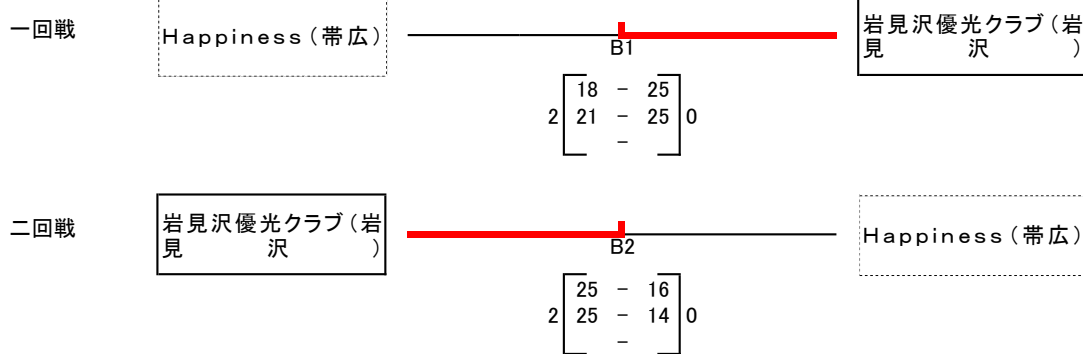 一回戦
Happiness（帯広）
岩見沢優光クラブ（岩
見沢）
B1
18 － 25
2 21 － 25 0
－
二回戦
岩見沢優光クラブ（岩
見沢）
Happiness（帯広）
B2
25 － 16
2 25 － 14 0
－